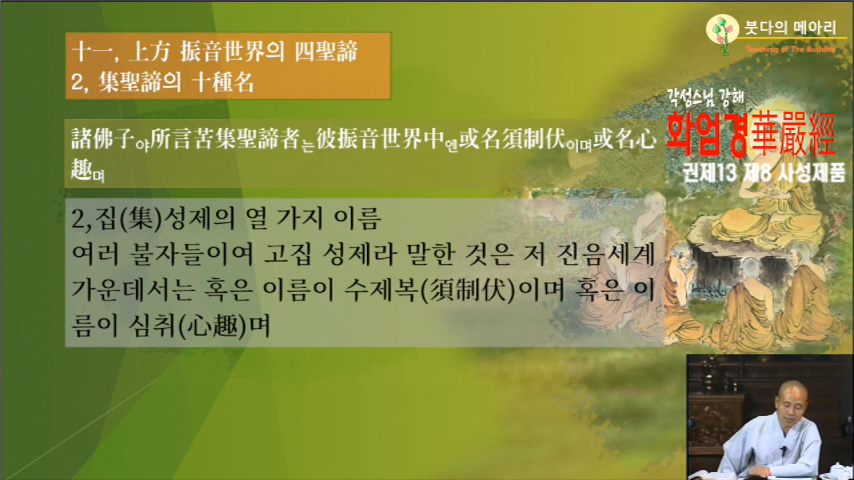 붓다의 메아리
Teaching of The Buddha
十一, 上方 振音世界의 四聖諦
2, 集聖諦의 十種名
각성스님 강해
화엄경華嚴經
권제13 제8 사성제품
諸佛子야所言苦集聖諦者는彼振音世界中엔或名須制伏이며或名心
趣며
2,집(集)성제의 열 가지 이름
여러 불자들이여 고집 성제라 말한 것은 저 진음세계
가운데서는 혹은 이름이 수제복(須制伏)이며 혹은 이
름이 심취(心趣)며